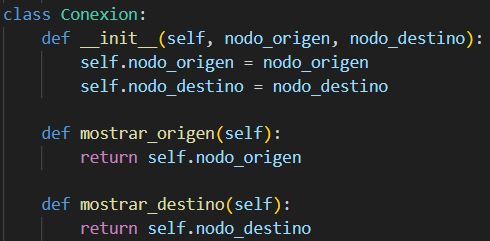 class Conexion:
    def __init__(self, nodo_origen, nodo_destino):
        self.nodo_origen = nodo_origen
        self.nodo_destino = nodo_destino

    def mostrar_origen(self):
        return self.nodo_origen

    def mostrar_destino(self):
        return self.nodo_destino